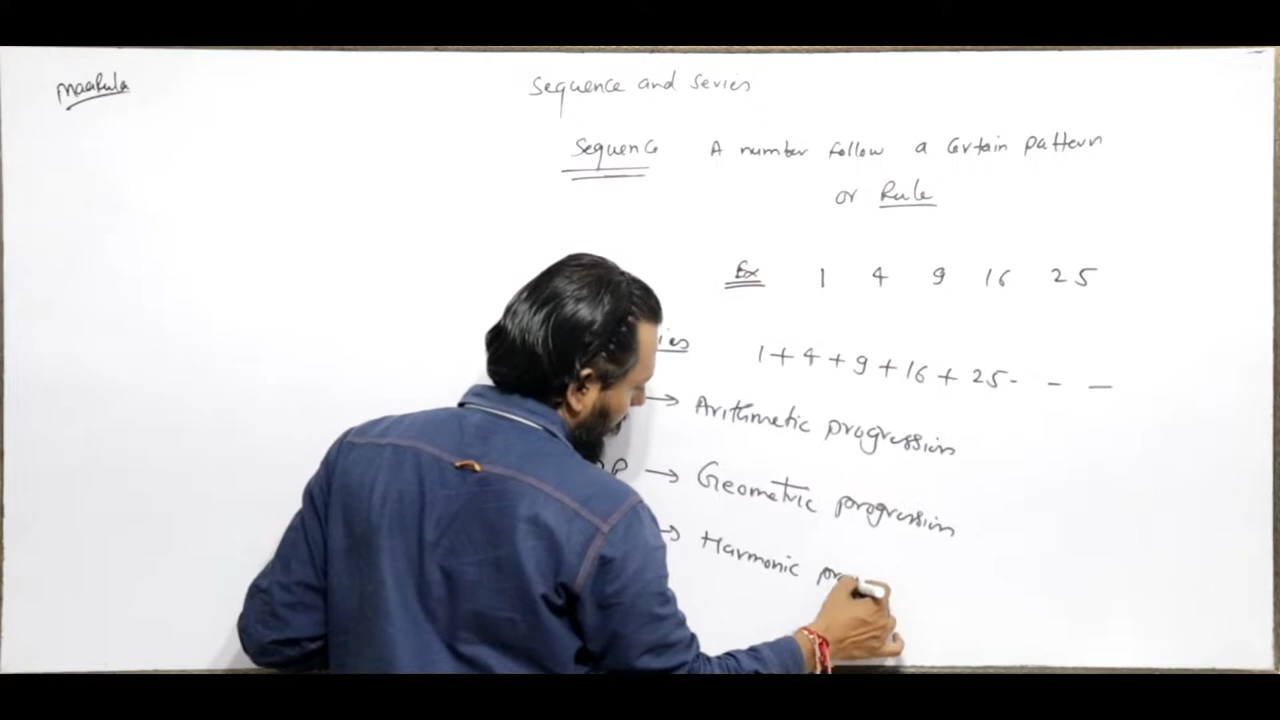 MaaRula
Sequence and Series
Sequence A number follow a Certain pattern
or Rule
Ex 1 4 9 16 25
1 + 4 + 9 + 16 + 25 - - -
→ Arithmetic progression
→ Geometric progression
→ Harmonic